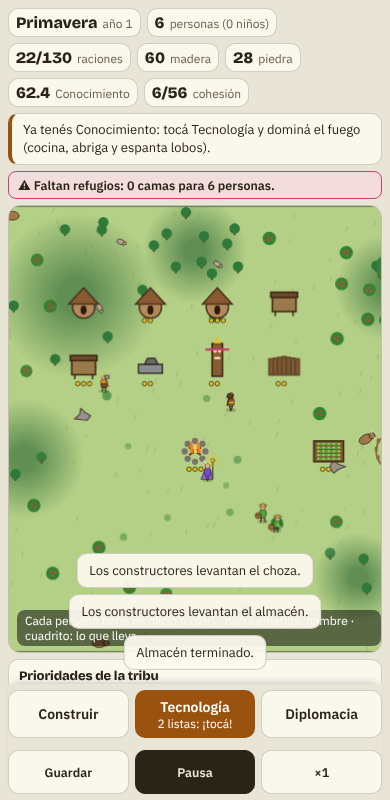 Primavera año 1
6 personas (0 niños)
22/130 raciones
60 madera
28 piedra
62.4 Conocimiento
6/56 cohesión
Ya tenés Conocimiento: tocá Tecnología y dominá el fuego
(cocina, abriga y espanta lobos).
⚠ Faltan refugios: 0 camas para 6 personas.
Los constructores levantan el choza.
Los constructores levantan el almacén.
Cada
hambre ·
cuadrito: lo que lleva
Almacén terminado.
Prioridades de la tribu
Construir
Tecnología
2 listas: ¡tocá!
Diplomacia
Guardar
Pausa
×1